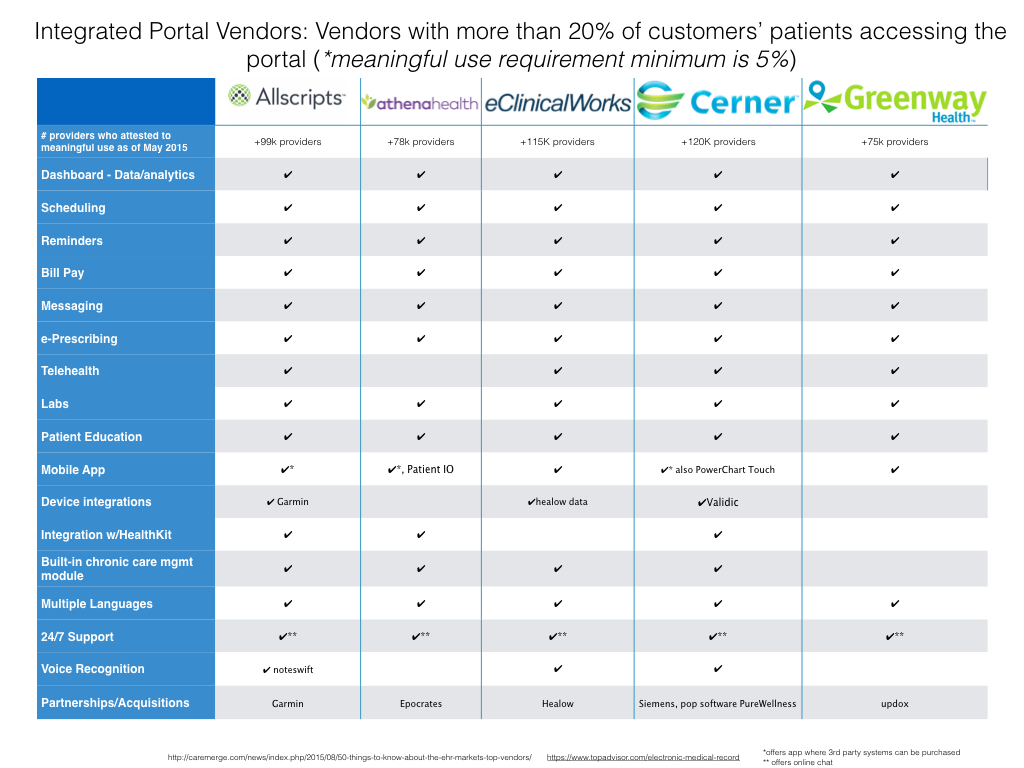 Integrated Portal Vendors: Vendors with more than 20% of customers’ patients accessing the
portal (*meaningful use requirement minimum is 5%)
Allscripts™ athenahealth eClinicalWorks Cerner™ Greenway Health™
# providers who attested to
meaningful use as of May 2015 +99k providers +78k providers +115K providers +120K providers +75k providers
Dashboard - Data/analytics ✔ ✔ ✔ ✔ ✔
Scheduling ✔ ✔ ✔ ✔ ✔
Reminders ✔ ✔ ✔ ✔ ✔
Bill Pay ✔ ✔ ✔ ✔ ✔
Messaging ✔ ✔ ✔ ✔ ✔
e-Prescribing ✔ ✔ ✔ ✔ ✔
Telehealth ✔ ✔ ✔ ✔
Labs ✔ ✔ ✔ ✔ ✔
Patient Education ✔ ✔ ✔ ✔ ✔
Mobile App ✔* ✔*, Patient IO ✔ ✔* also PowerChart Touch ✔
Device integrations ✔ Garmin ✔healow data ✔Validic
Integration w/HealthKit ✔ ✔ ✔
Built-in chronic care mgmt
module ✔ ✔ ✔ ✔
Multiple Languages ✔ ✔ ✔ ✔ ✔
24/7 Support ✔** ✔** ✔** ✔** ✔**
Voice Recognition ✔ noteswift ✔ ✔
Partnerships/Acquisitions Garmin Epocrates Healow Siemens, pop software PureWellness updox
http://caremerge.com/news/index.php/2015/08/50-things-to-know-about-the-ehr-markets-top-vendors/ https://www.topadvisor.com/electronic-medical-record
*offers app where 3rd party systems can be purchased
** offers online chat